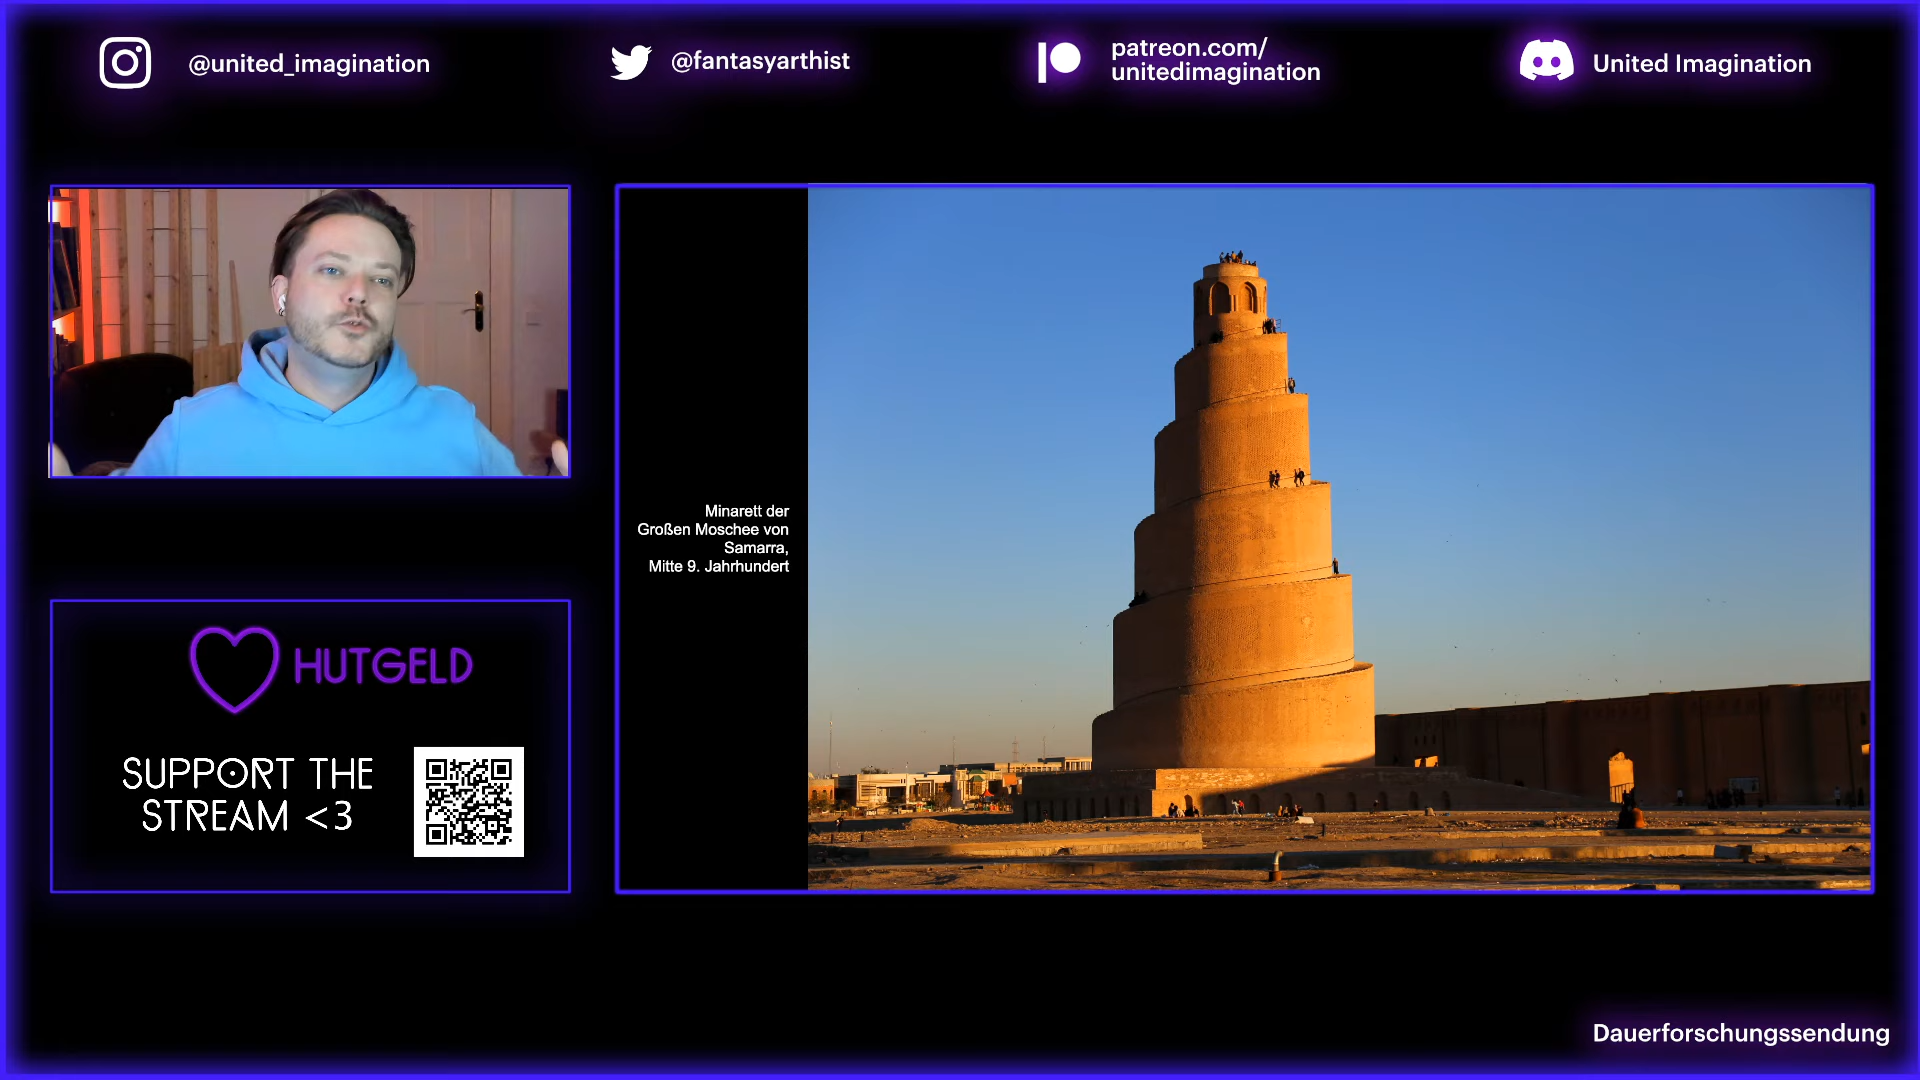 @united_imagination
@fantasyarthist
patreon.com/
unitedimagination
United Imagination
Minarett der
Großen Moschee von
Samarra,
Mitte 9. Jahrhundert
HUTGELD
SUPPORT THE
STREAM <3
Dauerforschungssendung